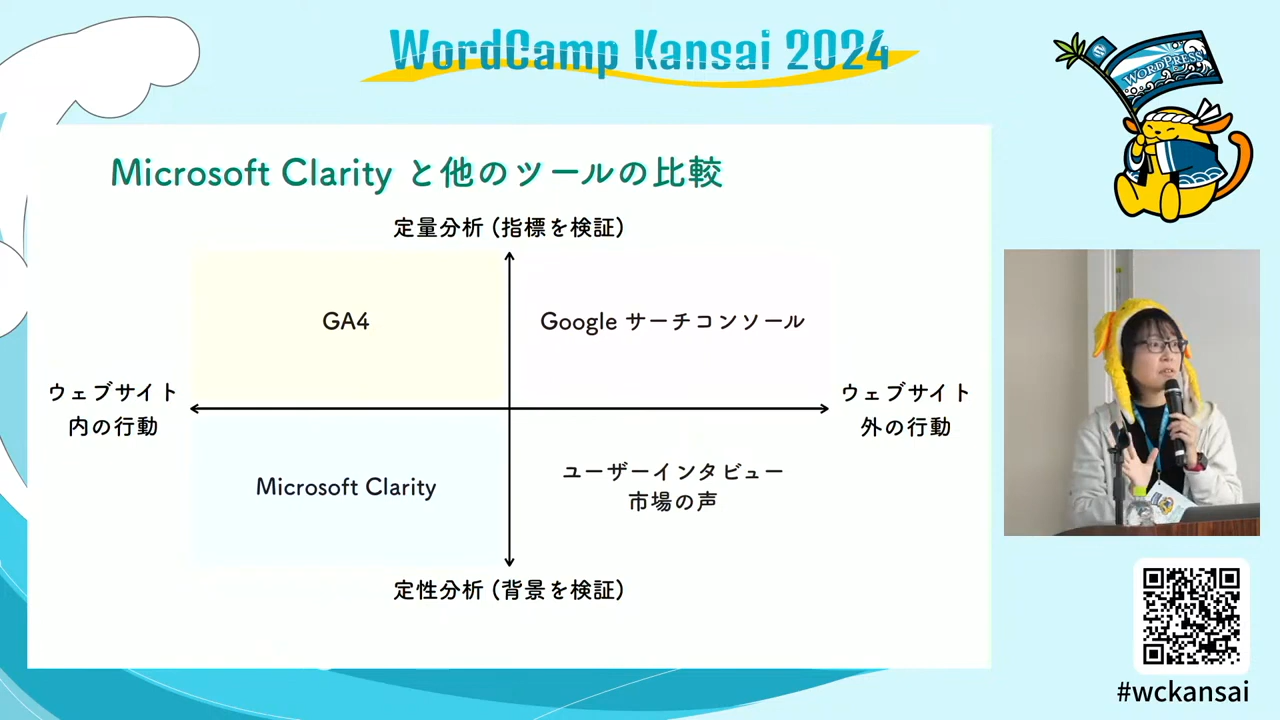 WordCamp Kansai 2024
WORDPRESS
Microsoft Clarity と他のツールの比較
定量分析 (指標を検証)
GA4
Google サーチコンソール
ウェブサイト
内の行動
ウェブサイト
外の行動
Microsoft Clarity
ユーザーインタビュー
市場の声
定性分析 (背景を検証)
#wckansai